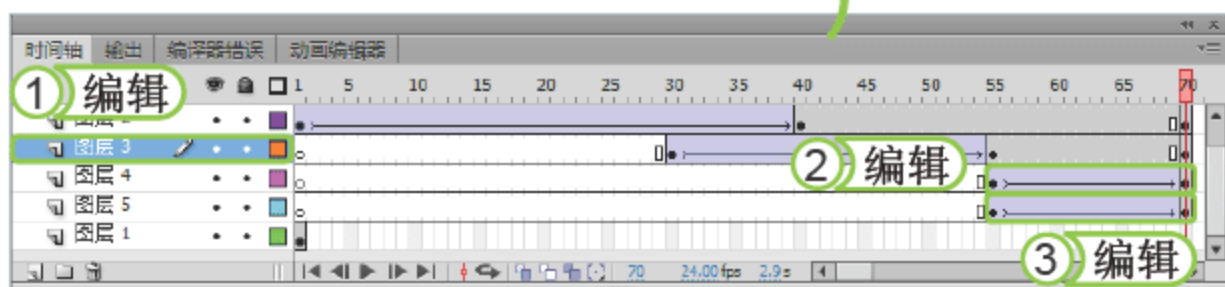 时间轴 输出 编译器错误 动画编辑器
① 编辑
1 5 10 15 20 25 30 35 40 45 50 55 60 65 70
图层 3
② 编辑
图层 4
图层 5
图层 1
③ 编辑
70 24.00 fps 2.9 s